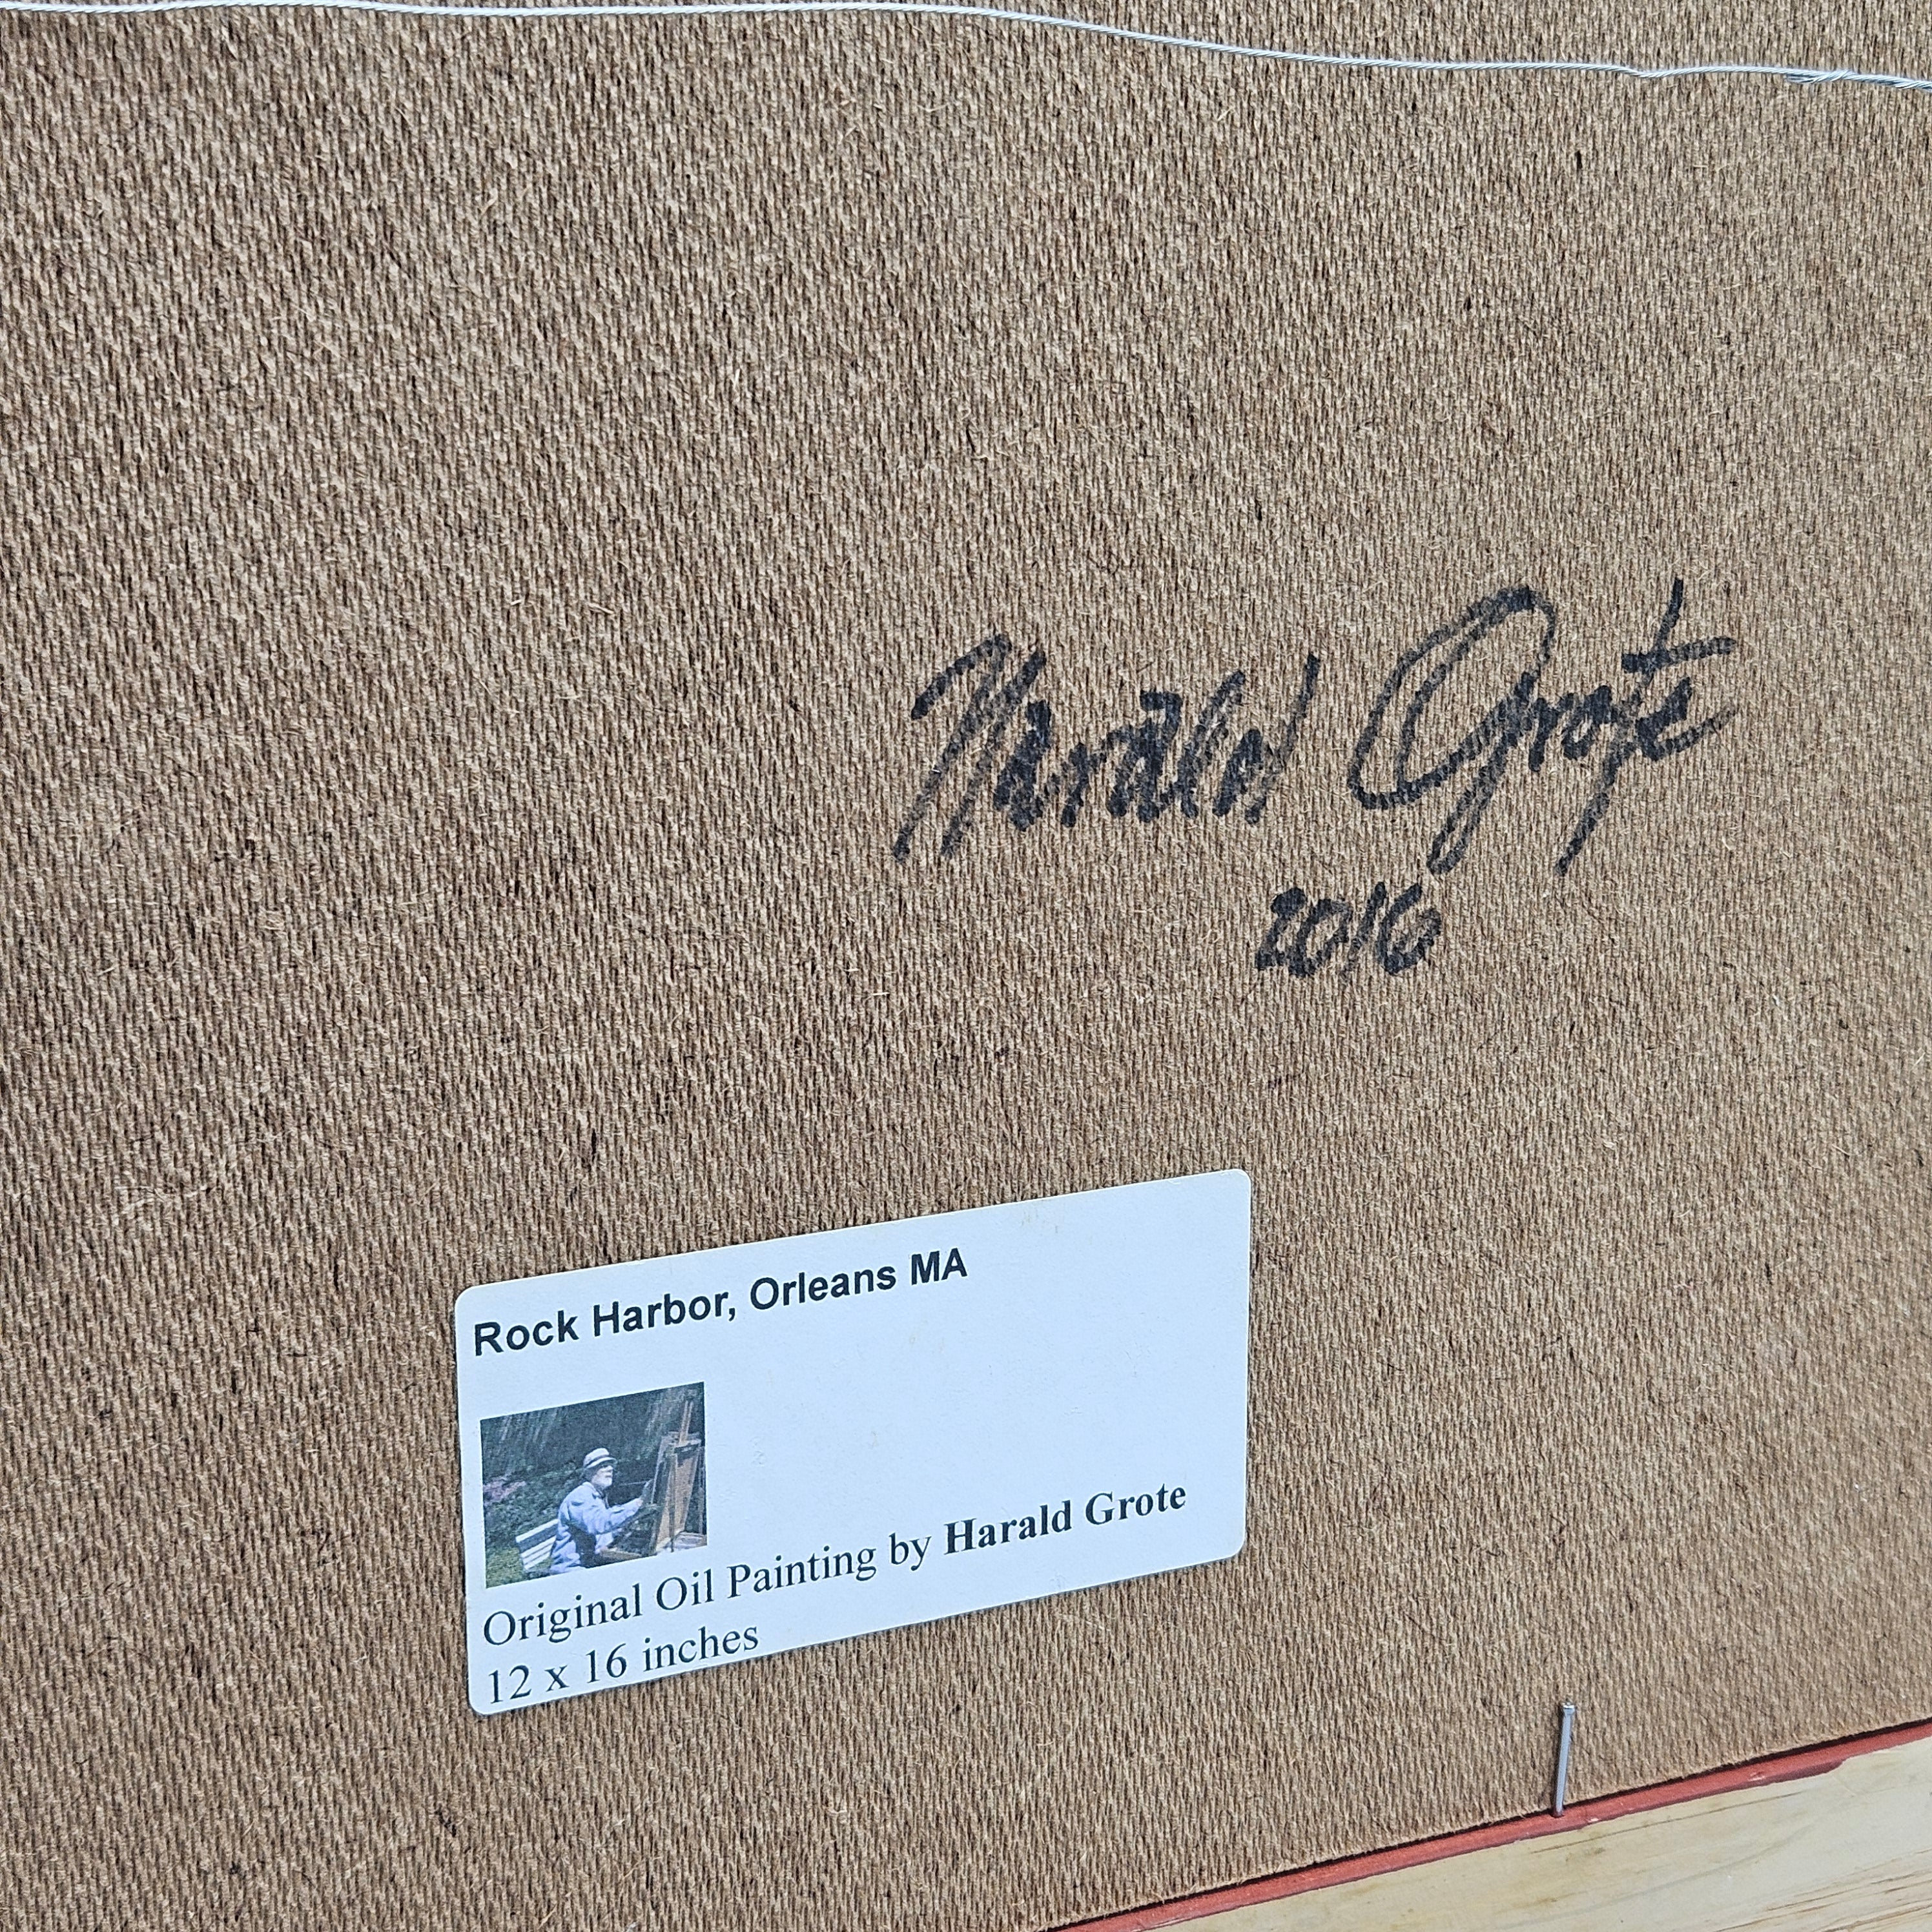 Harald Grote
2016
Rock Harbor, Orleans MA
Original Oil Painting by Harald Grote
12 x 16 inches